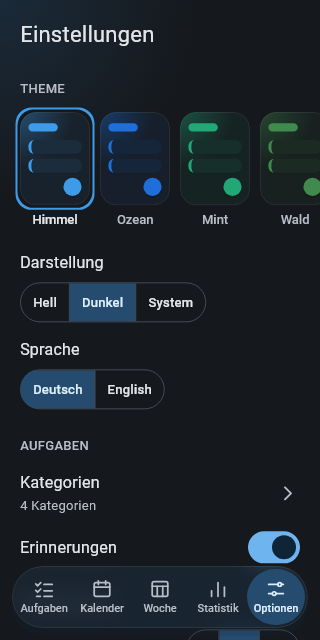 Einstellungen
THEME
Himmel Ozean Mint Wald
Darstellung
Hell Dunkel System
Sprache
Deutsch English
AUFGABEN
Kategorien
4 Kategorien
Erinnerungen
Aufgaben Kalender Woche Statistik Optionen